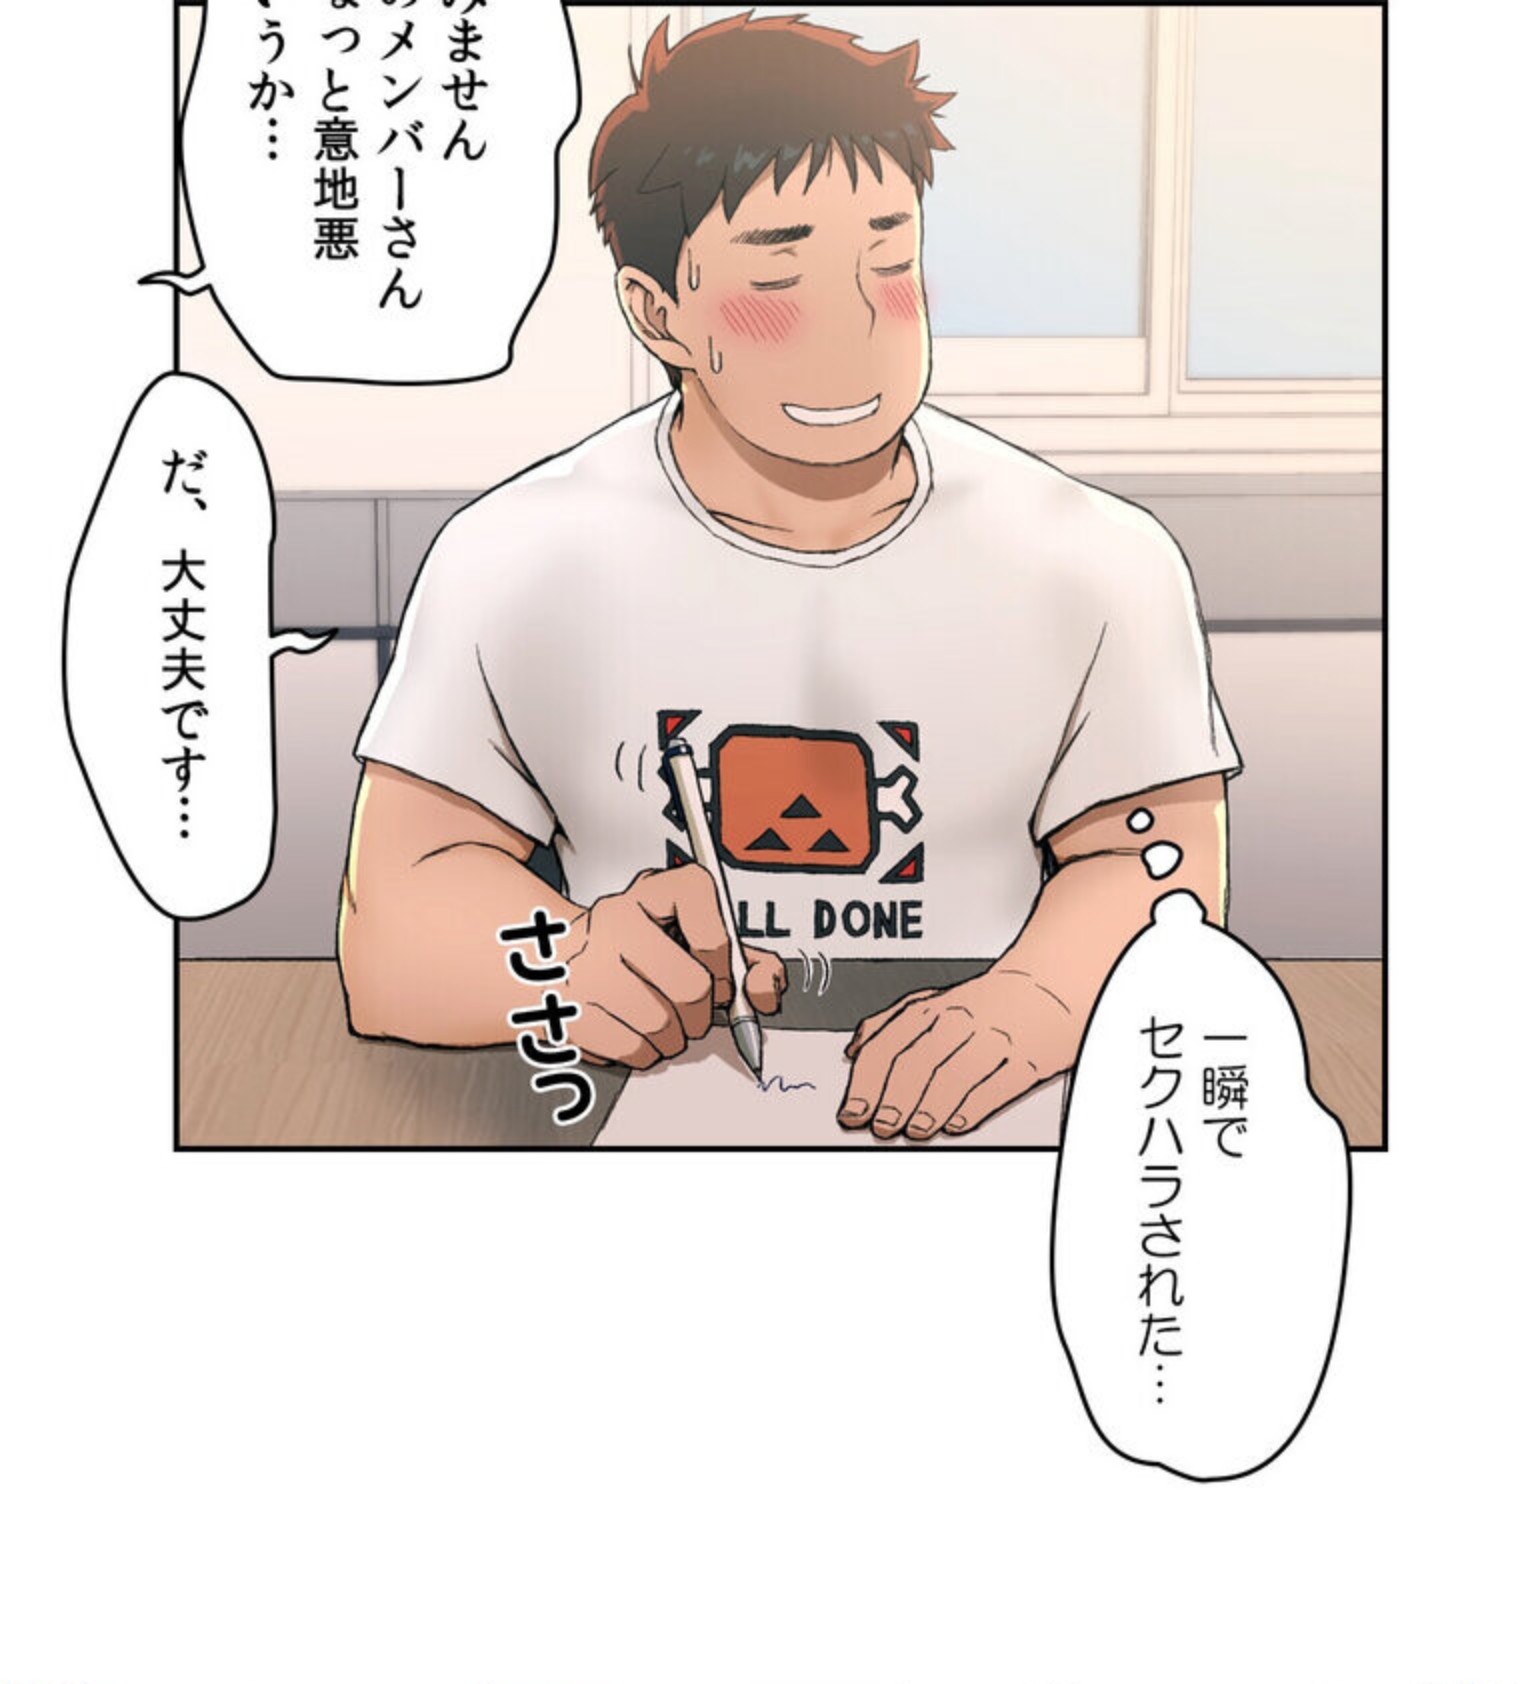 みません
のメンバーさん
ょっと意地悪
いうか…
だ、大丈夫です…
LL DONE
ささっ
一瞬で
セクハラされた…